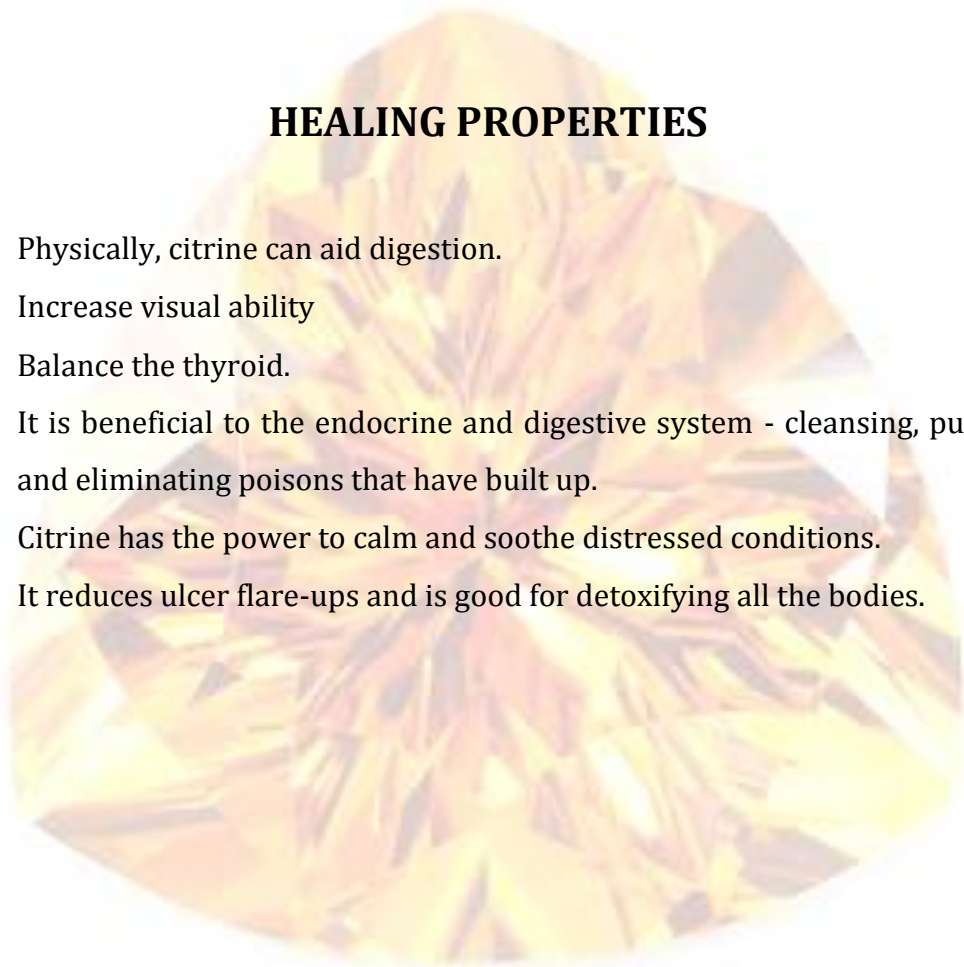 HEALING PROPERTIES
Physically, citrine can aid digestion.
Increase visual ability
Balance the thyroid.
It is beneficial to the endocrine and digestive system - cleansing, pu
and eliminating poisons that have built up.
Citrine has the power to calm and soothe distressed conditions.
It reduces ulcer flare-ups and is good for detoxifying all the bodies.